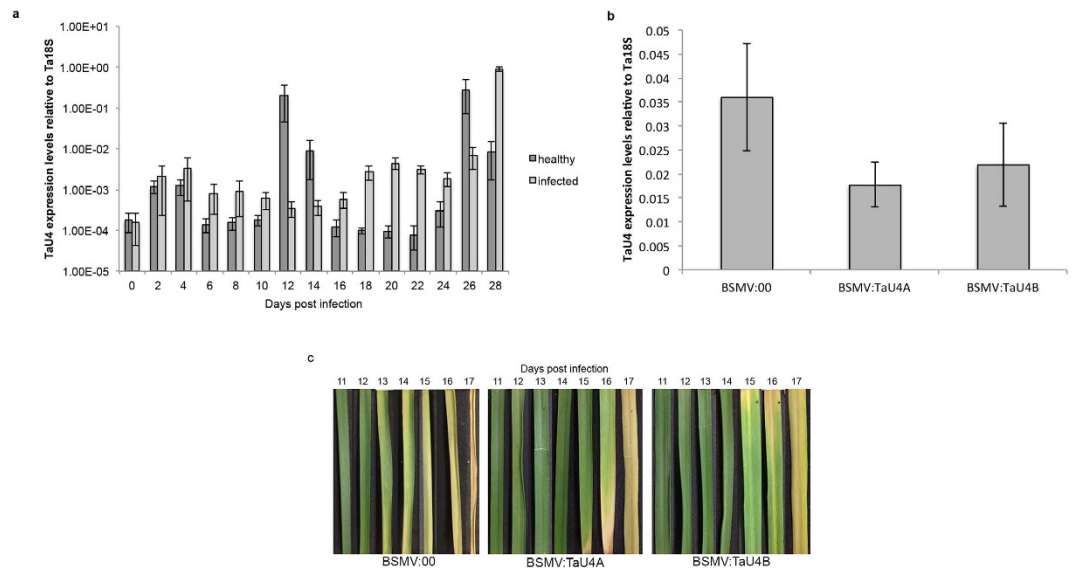 a
TaU4 expression levels relative to Ta18S
1.00E+01
1.00E+00
1.00E-01
1.00E-02
1.00E-03
1.00E-04
1.00E-05
0 2 4 6 8 10 12 14 16 18 20 22 24 26 28
Days post infection
healthy
infected
b
TaU4 expression levels relative to Ta18S
0.05
0.045
0.04
0.035
0.03
0.025
0.02
0.015
0.01
0.005
0
BSMV:00 BSMV:TaU4A BSMV:TaU4B
c
Days post infection
11 12 13 14 15 16 17 11 12 13 14 15 16 17 11 12 13 14 15 16 17
BSMV:00 BSMV:TaU4A BSMV:TaU4B